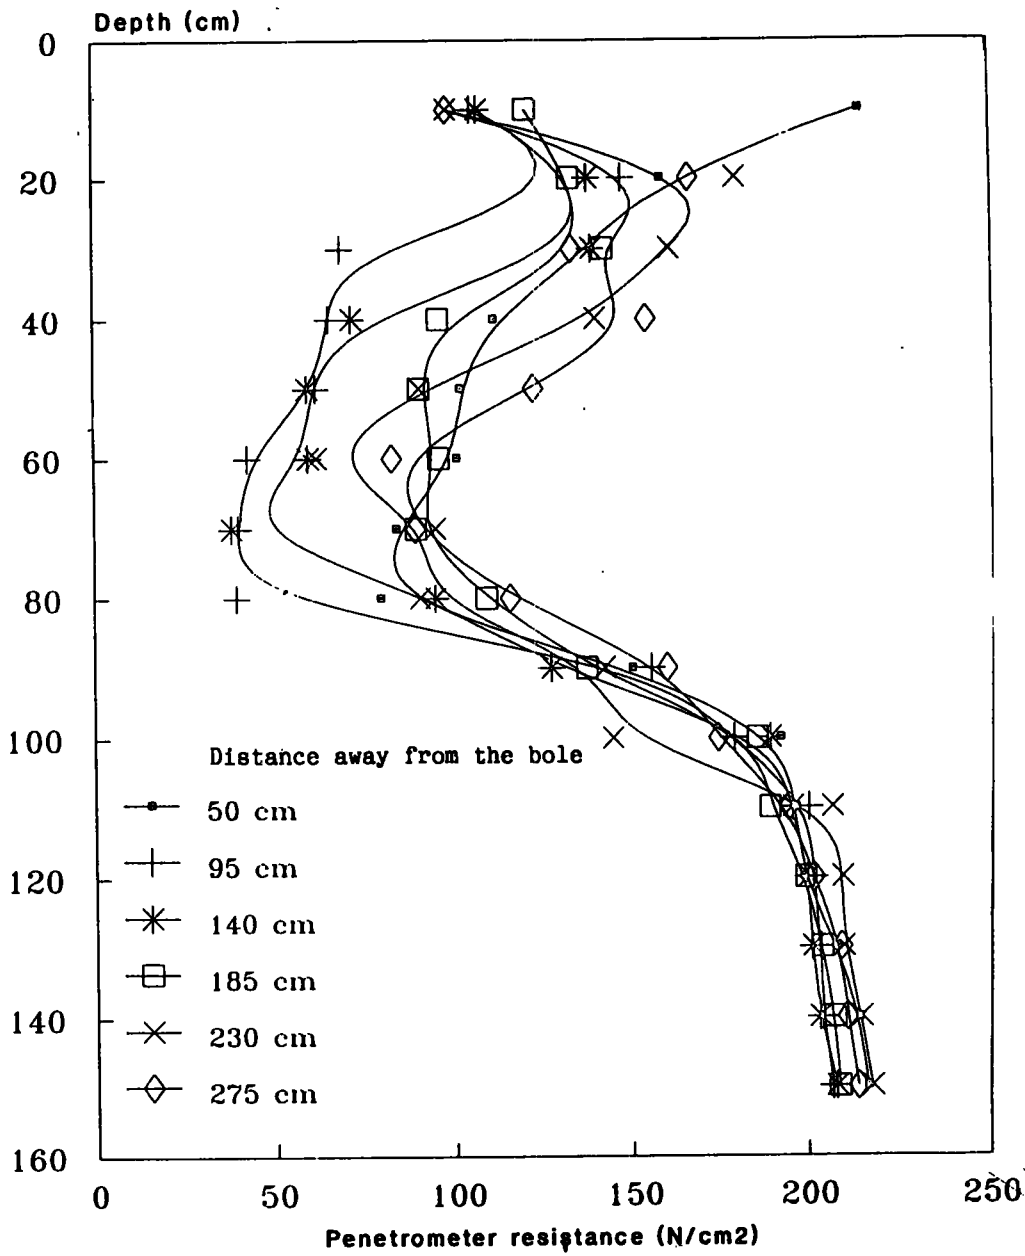 Depth (cm)
0
20
40
60
80
100
120
140
160
Distance away from the bole
50 cm
95 cm
140 cm
185 cm
230 cm
275 cm
0 50 100 150 200 250
Penetrometer resistance (N/cm2)